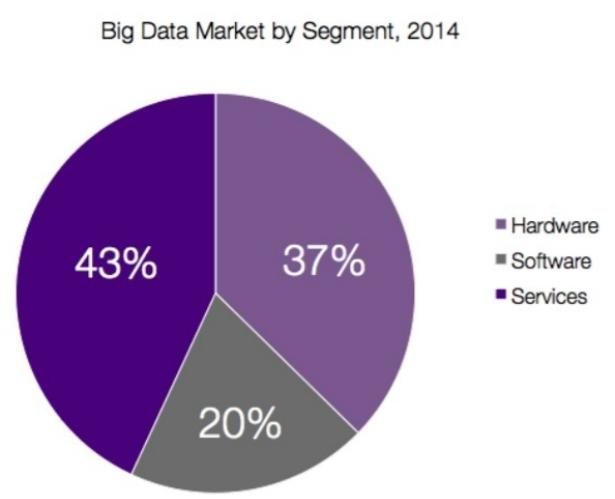 Big Data Market by Segment, 2014
43%
37%
20%
Hardware
Software
Services